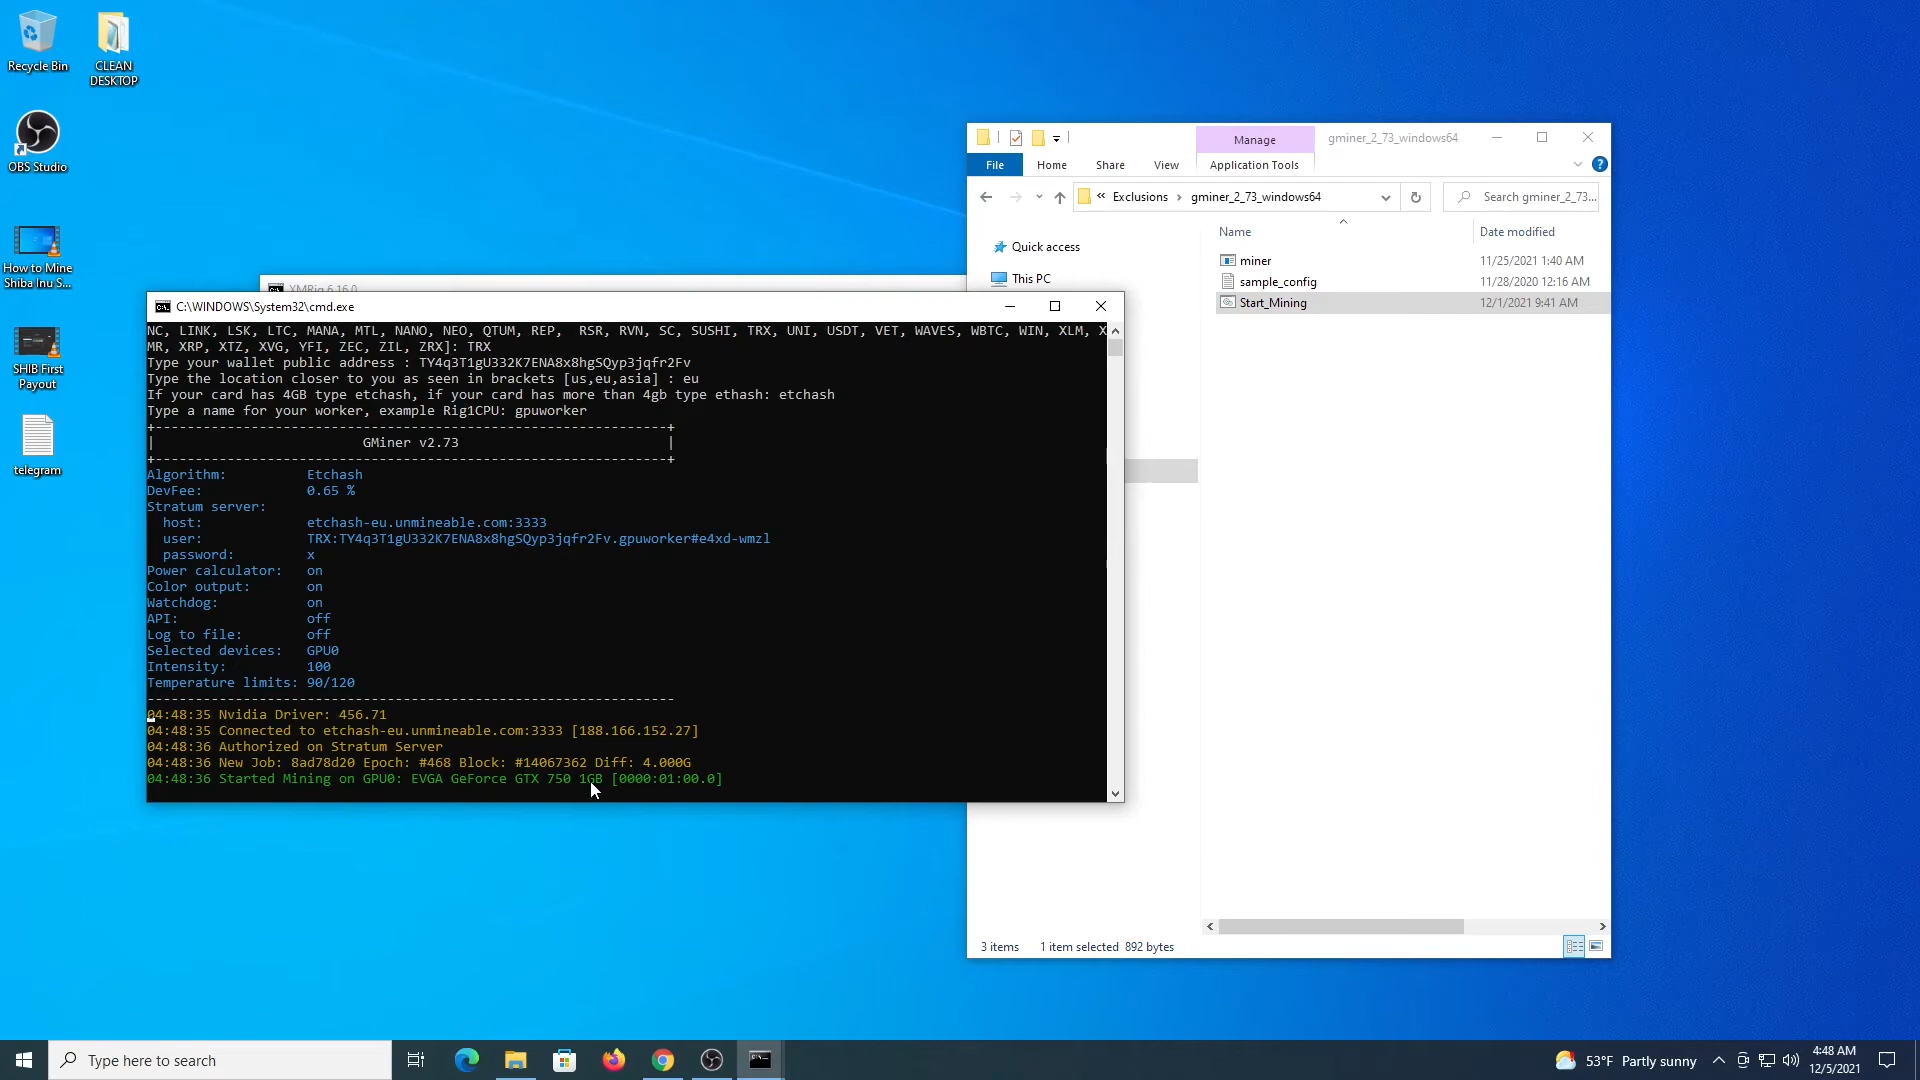 Recycle Bin
CLEAN
DESKTOP
OBS Studio
How to Mine
Shiba Inu S...
SHIB First
Payout
telegram
XMRig 6.16.0
C:\WINDOWS\System32\cmd.exe
NC, LINK, LSK, LTC, MANA, MTL, NANO, NEO, QTUM, REP,  RSR, RVN, SC, SUSHI, TRX, UNI, USDT, VET, WAVES, WBTC, WIN, XLM, X
MR, XRP, XTZ, XVG, YFI, ZEC, ZIL, ZRX]: TRX
Type your wallet public address : TY4q3T1gU332K7ENA8x8hgSQyp3jqfr2Fv
Type the location closer to you as seen in brackets [us,eu,asia] : eu
If your card has 4GB type etchash, if your card has more than 4gb type ethash: etchash
Type a name for your worker, example Rig1CPU: gpuworker
+-----------------------------------------------------------------+
|                          GMiner v2.73                           |
+-----------------------------------------------------------------+
Algorithm:          Etchash
DevFee:             0.65 %
Stratum server:
host:             etchash-eu.unmineable.com:3333
user:             TRX:TY4q3T1gU332K7ENA8x8hgSQyp3jqfr2Fv.gpuworker#e4xd-wmzl
password:         x
Power calculator:   on
Color output:       on
Watchdog:           on
API:                off
Log to file:        off
Selected devices:   GPU0
Intensity:          100
Temperature limits: 90/120
------------------------------------------------------------------
04:48:35 Nvidia Driver: 456.71
04:48:35 Connected to etchash-eu.unmineable.com:3333 [188.166.152.27]
04:48:36 Authorized on Stratum Server
04:48:36 New Job: 8ad78d20 Epoch: #468 Block: #14067362 Diff: 4.000G
04:48:36 Started Mining on GPU0: EVGA GeForce GTX 750 1GB [0000:01:00.0]
Manage
gminer_2_73_windows64
File
Home
Share
View
Application Tools
« Exclusions > gminer_2_73_windows64
Search gminer_2_73...
Quick access
This PC
Name
Date modified
miner 11/25/2021 1:40 AM
sample_config 11/28/2020 12:16 AM
Start_Mining 12/1/2021 9:41 AM
3 items 1 item selected 892 bytes
Type here to search
53°F Partly sunny
4:48 AM
12/5/2021